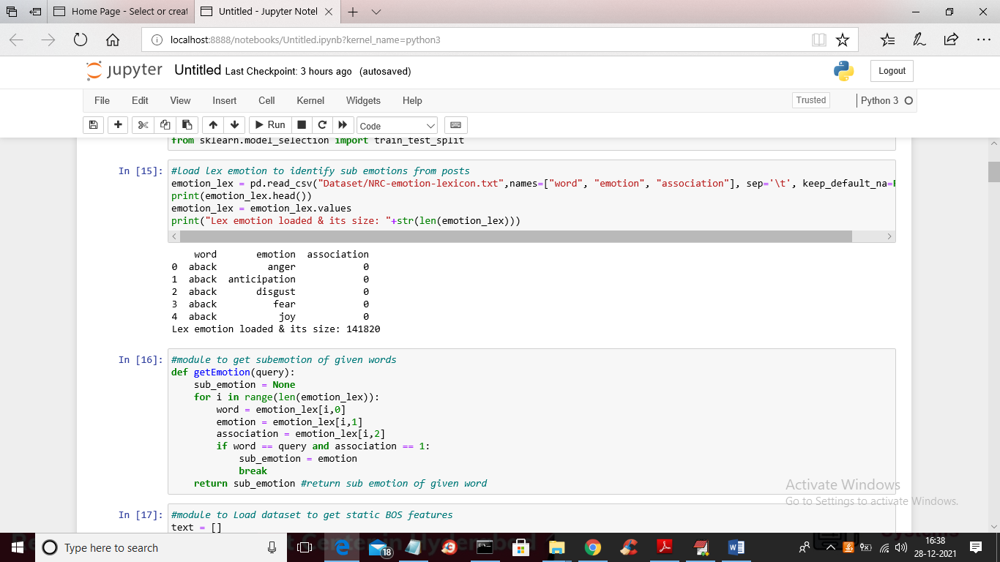 Home Page - Select or creat
Untitled - Jupyter Notel
localhost:8888/notebooks/Untitled.ipynb?kernel_name=python3
jupyter Untitled Last Checkpoint: 3 hours ago (autosaved)
Logout
File Edit View Insert Cell Kernel Widgets Help
Trusted
Python 3
Run
Code
from sklearn.model_selection import train_test_split
In [15]: #load lex emotion to identify sub emotions from posts
emotion_lex = pd.read_csv("Dataset/NRC-emotion-lexicon.txt",names=["word", "emotion", "association"], sep='\t', keep_default_na=F
print(emotion_lex.head())
emotion_lex = emotion_lex.values
print("Lex emotion loaded & its size: "+str(len(emotion_lex)))
word emotion association
0 aback anger 0
1 aback anticipation 0
2 aback disgust 0
3 aback fear 0
4 aback joy 0
Lex emotion loaded & its size: 141820
In [16]: #module to get subemotion of given words
def getEmotion(query):
    sub_emotion = None
    for i in range(len(emotion_lex)):
        word = emotion_lex[i,0]
        emotion = emotion_lex[i,1]
        association = emotion_lex[i,2]
        if word == query and association == 1:
            sub_emotion = emotion
            break
    return sub_emotion #return sub emotion of given word
Activate Windows
Go to Settings to activate Windows.
In [17]: #module to Load dataset to get static BOS features
text = []
Type here to search
18
16:38
28-12-2021